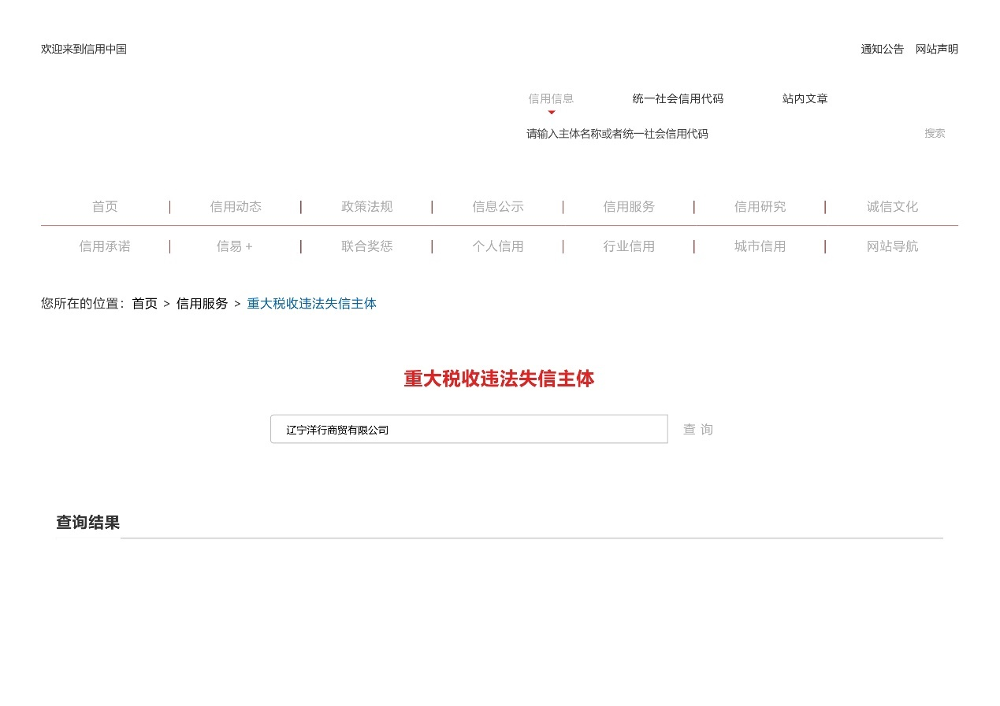 欢迎来到信用中国 通知公告 网站声明
信用信息 统一社会信用代码 站内文章
请输入主体名称或者统一社会信用代码 搜索
首页 信用动态 政策法规 信息公示 信用服务 信用研究 诚信文化
信用承诺 信易+ 联合奖惩 个人信用 行业信用 城市信用 网站导航
您所在的位置：首页 > 信用服务 > 重大税收违法失信主体
重大税收违法失信主体
辽宁洋行商贸有限公司 查 询
查询结果